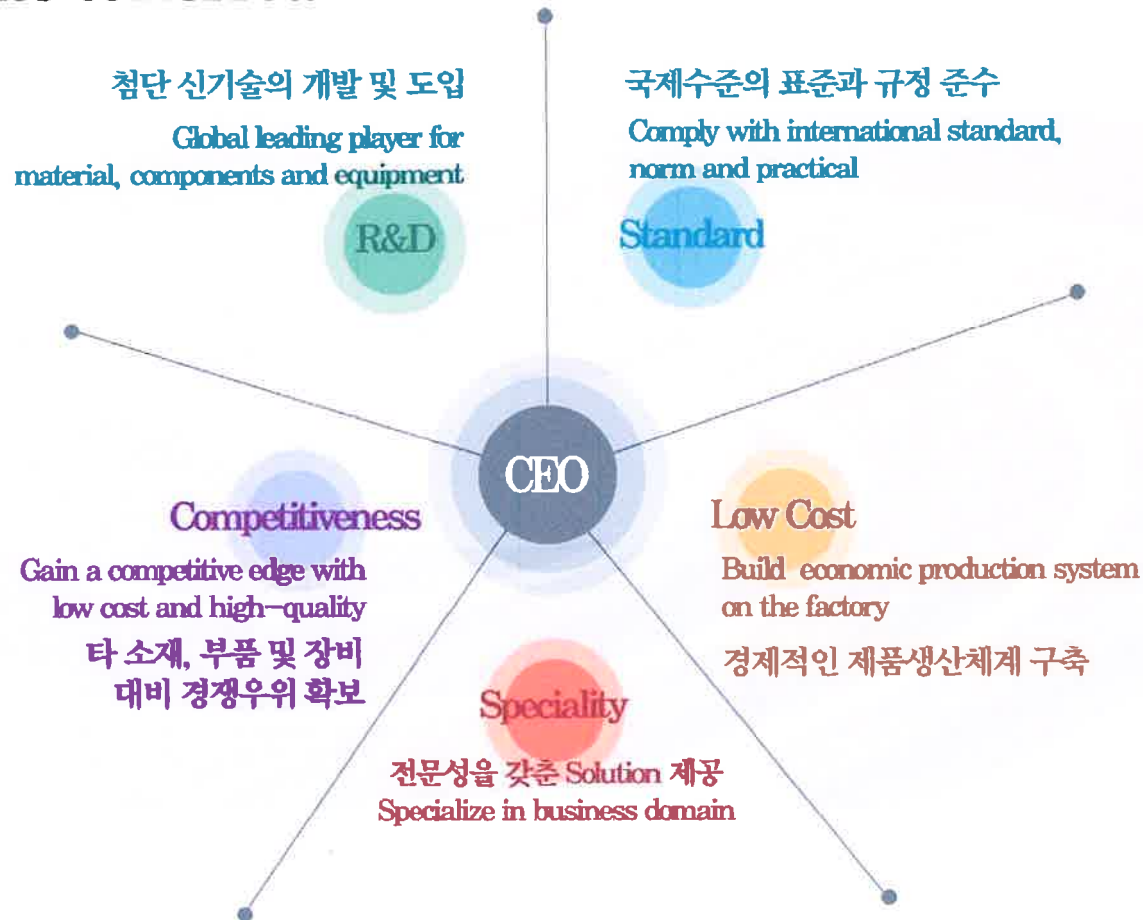 첨단 신기술의 개발 및 도입
Global leading player for
material, components and equipment
R&D
국제수준의 표준과 규정 준수
Comply with international standard,
norm and practical
Standard
CEO
Competitiveness
Gain a competitive edge with
low cost and high-quality
타 소재, 부품 및 장비
대비 경쟁우위 확보
Low Cost
Build economic production system
on the factory
경제적인 제품생산체계 구축
Speciality
전문성을 갖춘 Solution 제공
Specialize in business domain